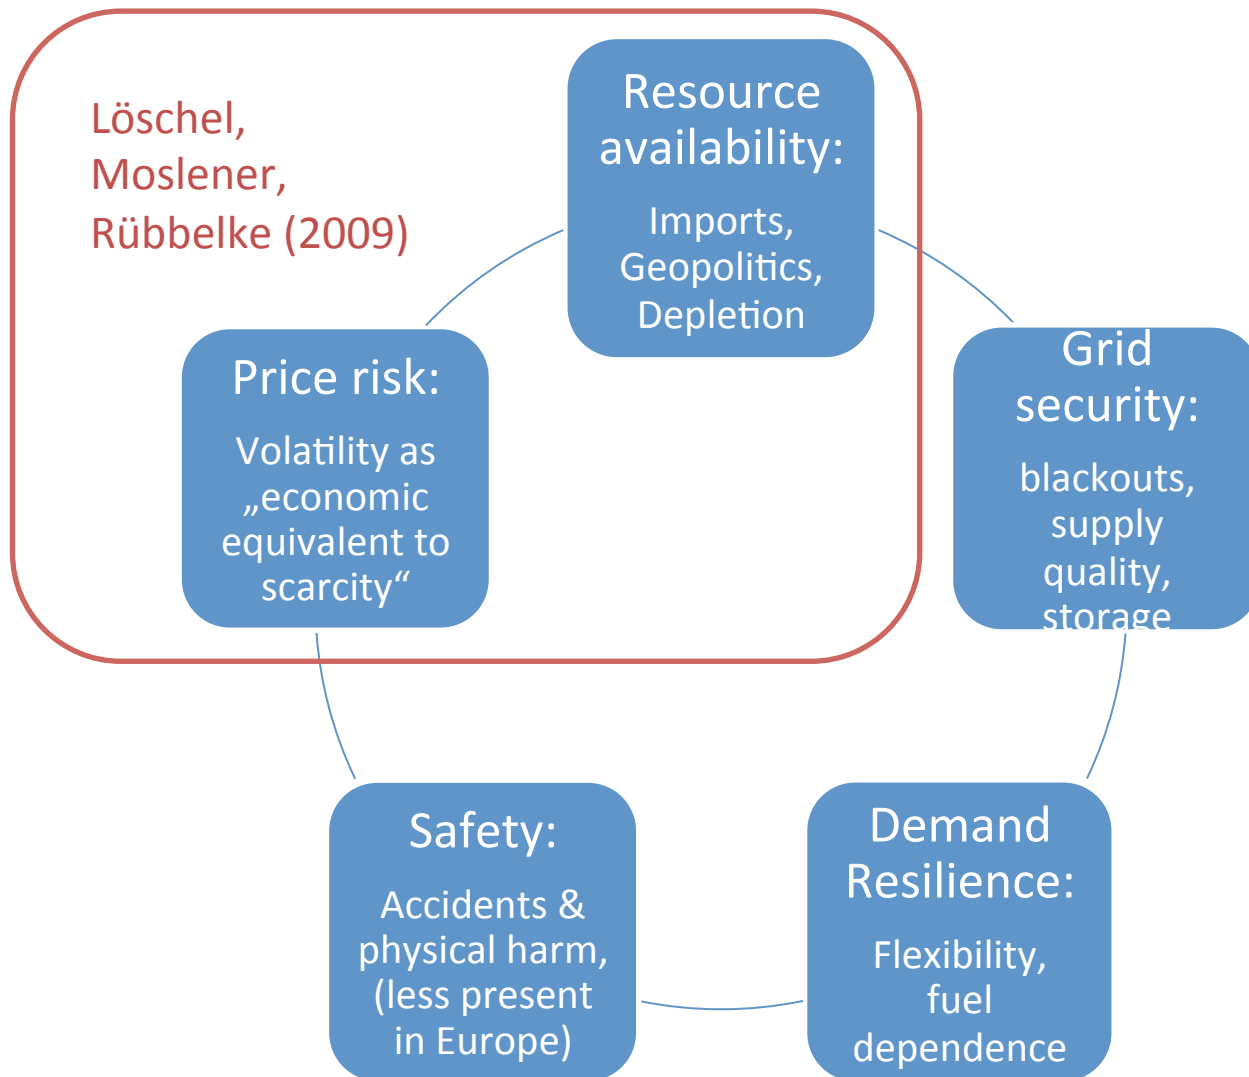 Löschel,
Moslener,
Rübbelke (2009)
Resource
availability:
Imports,
Geopolitics,
Depletion
Price risk:
Volatility as
„economic
equivalent to
scarcity“
Grid
security:
blackouts,
supply
quality,
storage
Safety:
Accidents &
physical harm,
(less present
in Europe)
Demand
Resilience:
Flexibility,
fuel
dependence